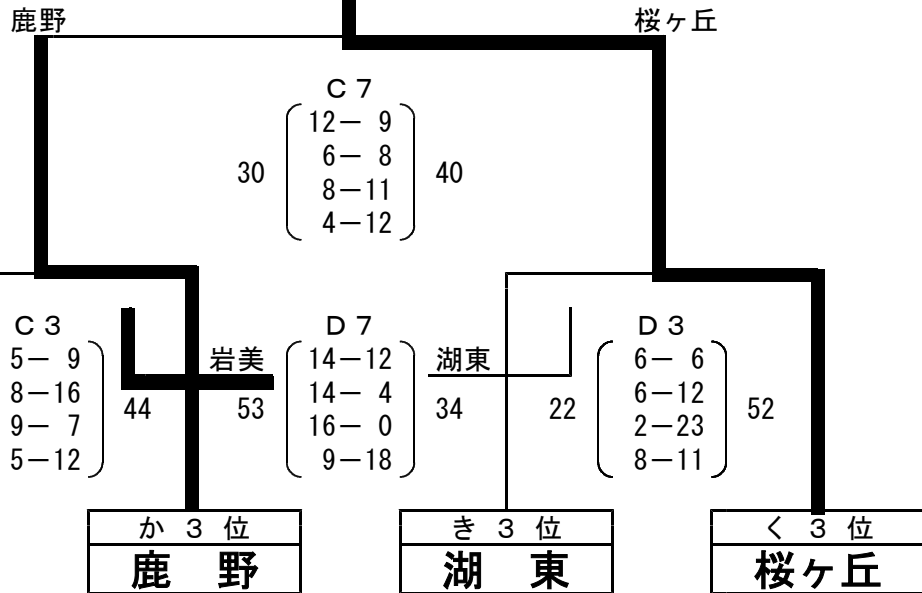 鹿野
桜ヶ丘
C7
12－ 9
6－ 8
30
8－11
40
4－12
C3
5－ 9
8－16
9－ 7
5－12
44
岩美
53
D7
14－12
14－ 4
16－ 0
9－18
湖東
34
D3
6－ 6
6－12
2－23
8－11
22
52
か 3 位
鹿 野
き 3 位
湖 東
く 3 位
桜ヶ丘